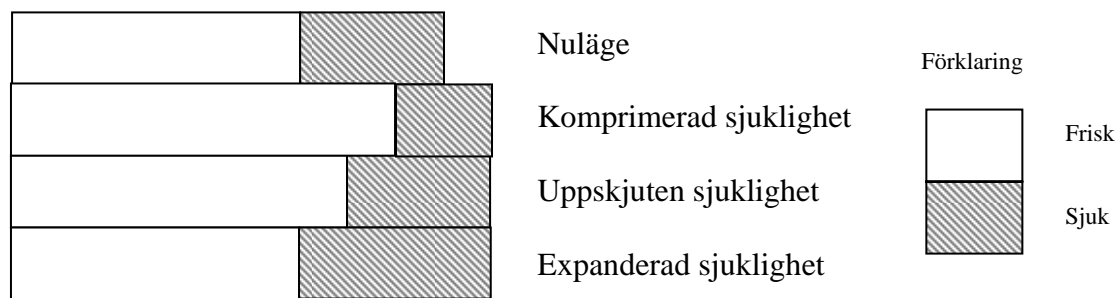 Nuläge
Komprimerad sjuklighet
Uppskjuten sjuklighet
Expanderad sjuklighet
Förklaring
Frisk
Sjuk